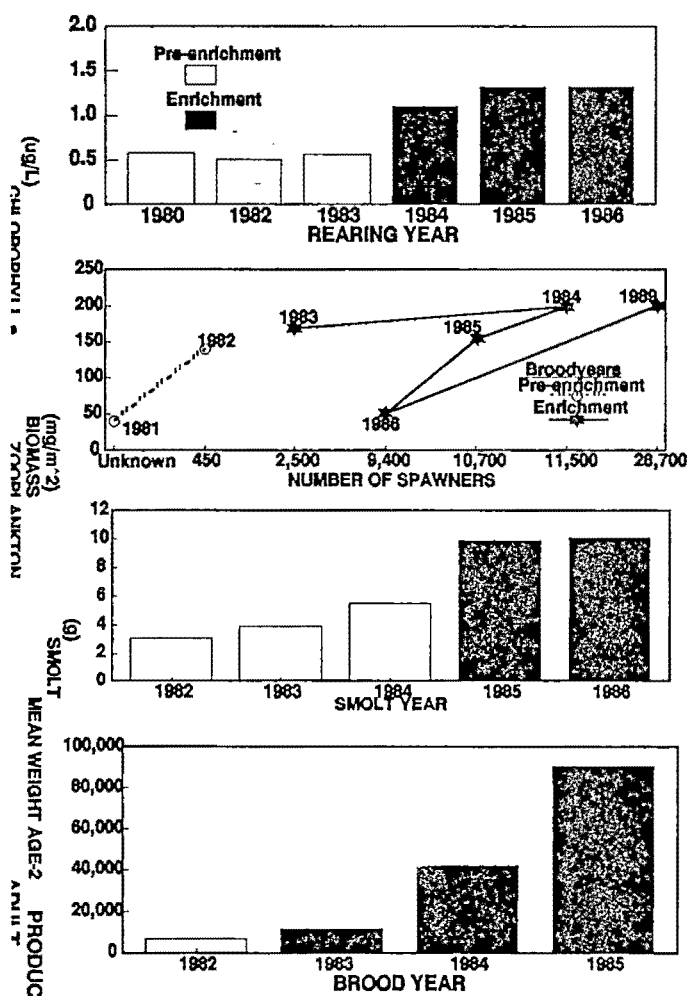 2.0
1.5
1.0
0.5
0
Pre-enrichment
Enrichment
(ug/L)
1980 1982 1983 1984 1985 1986
REARING YEAR
250
200
150
100
50
0
1981
1982
1983
1984
1985
1986
1989
Broodyears
Pre-enrichment
Enrichment
(mg/m^2)
BIOMASS
ZOOPLANKTON
Unknown 450 2,500 9,400 10,700 11,500 28,700
NUMBER OF SPAWNERS
12
10
8
6
4
2
0
(g)
SMOLT
MEAN WEIGHT AGE-2
1982 1983 1984 1985 1986
SMOLT YEAR
100,000
80,000
60,000
40,000
20,000
0
PRODUC
1982 1983 1984 1985
BROOD YEAR